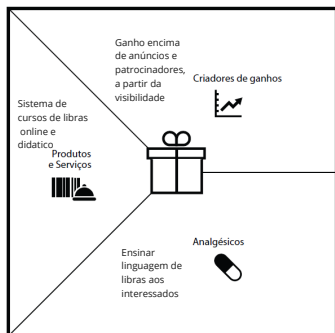 Ganho encima
de anúncios e
patrocinadores,
a partir da
visibilidade
Criadores de ganhos
Sistema de
cursos de libras
online e
didatico
Produtos
e Serviços
Ensinar
linguagem de
libras aos
interessados
Analgésicos